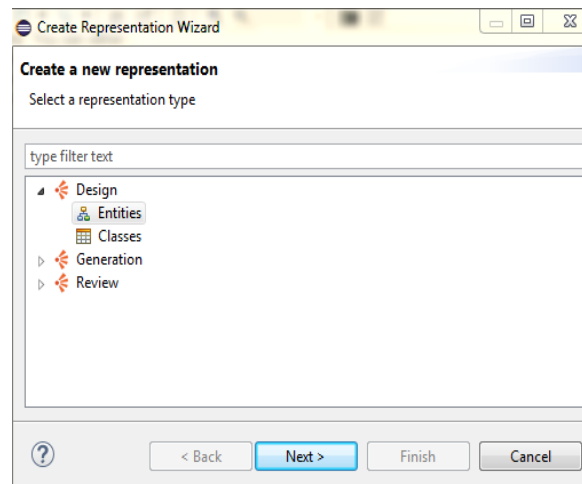 Create Representation Wizard
Create a new representation
Select a representation type
type filter text
Design
Entities
Classes
Generation
Review
? < Back Next > Finish Cancel